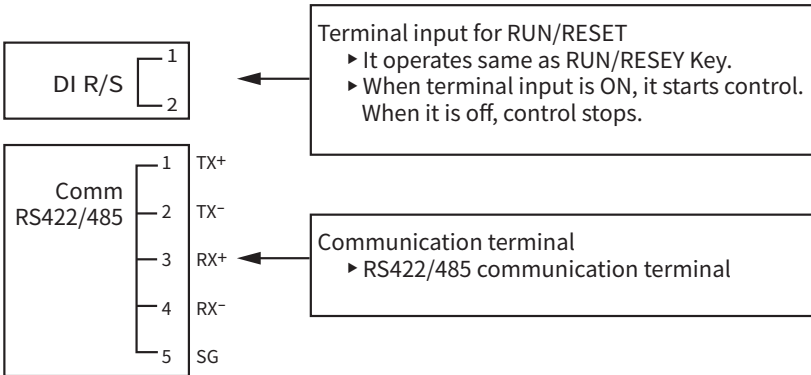 Terminal input for RUN/RESET
▸ It operates same as RUN/RESEY Key.
▸ When terminal input is ON, it starts control.
When it is off, control stops.
DI R/S
1
2
Comm
RS422/485
1 TX+
2 TX-
3 RX+
4 RX-
5 SG
Communication terminal
▸ RS422/485 communication terminal